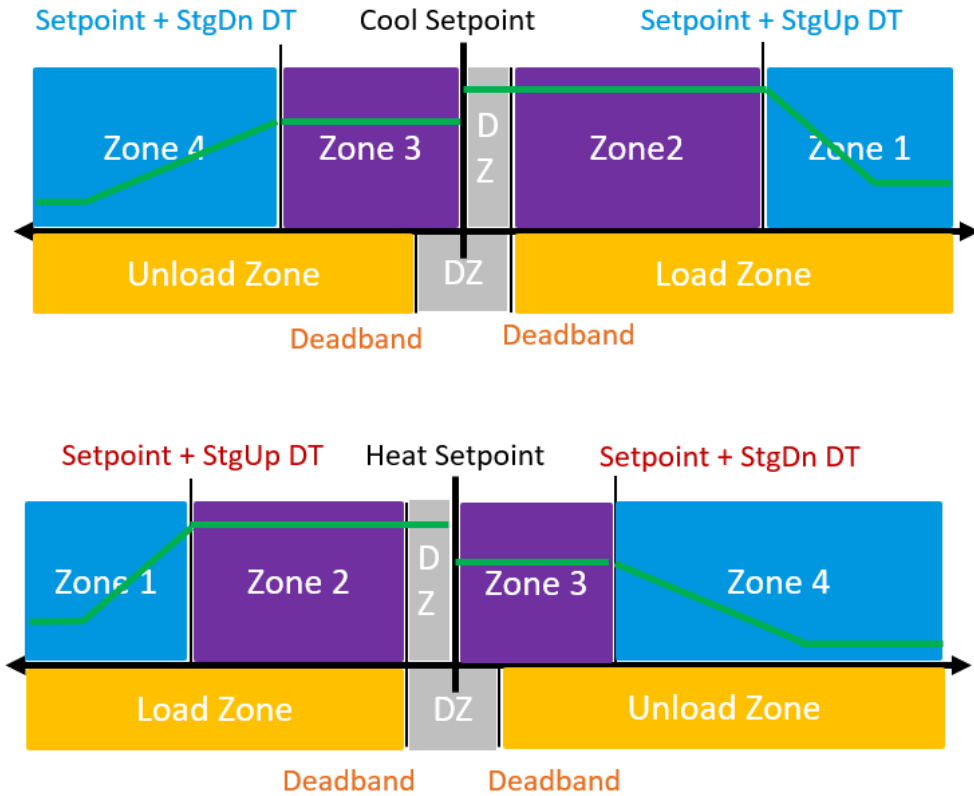 Setpoint + StgDn DT
Cool Setpoint
Setpoint + StgUp DT
Zone 4
Zone 3
D
Z
Zone2
Zone 1
Unload Zone
DZ
Load Zone
Deadband
Deadband
Setpoint + StgUp DT
Heat Setpoint
Setpoint + StgDn DT
Zone 1
Zone 2
D
Z
Zone 3
Zone 4
Load Zone
DZ
Unload Zone
Deadband
Deadband